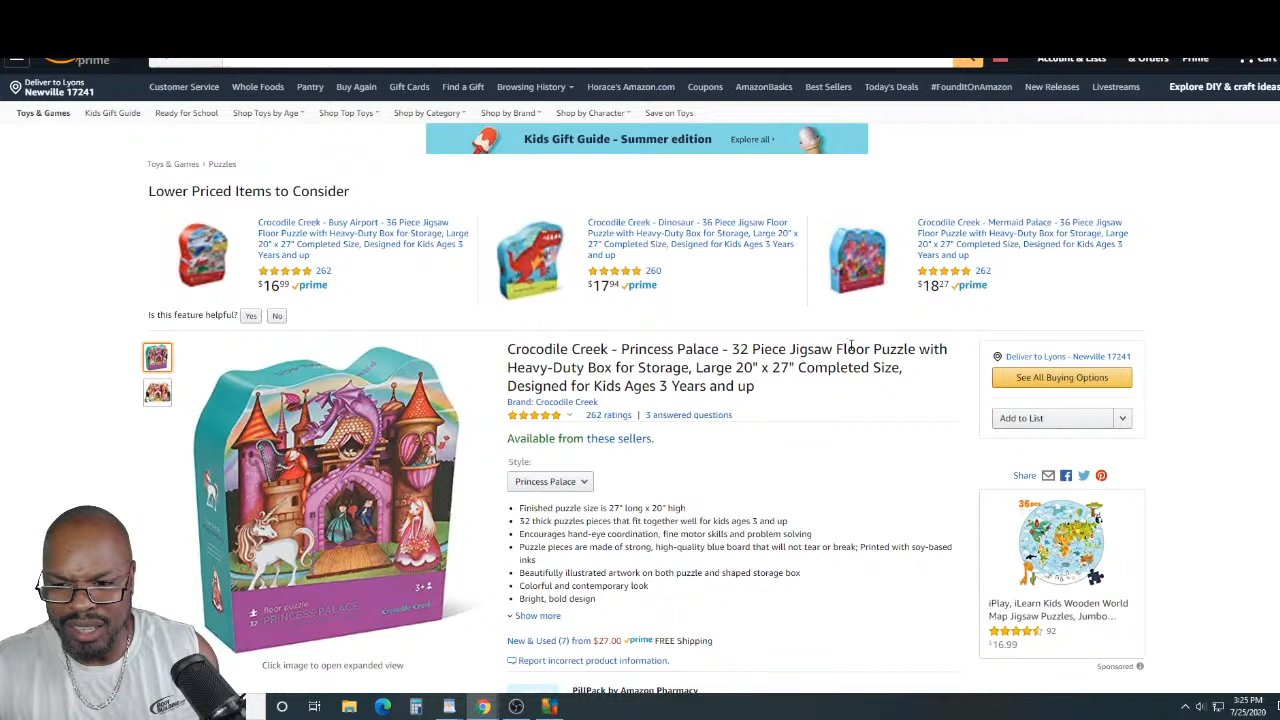 prime
Account & Lists & Orders Prime Cart
Deliver to Lyons
Newville 17241
Customer Service Whole Foods Pantry Buy Again Gift Cards Find a Gift Browsing History Horace's Amazon.com Coupons AmazonBasics Best Sellers Today's Deals #FoundItOnAmazon New Releases Livestreams Explore DIY & craft ideas
Toys & Games Kids Gift Guide Ready for School Shop Toys by Age Shop Top Toys Shop by Category Shop by Brand Shop by Character Save on Toys
Kids Gift Guide - Summer edition Explore all ›
Toys & Games › Puzzles
Lower Priced Items to Consider
Crocodile Creek - Busy Airport - 36 Piece Jigsaw
Floor Puzzle with Heavy-Duty Box for Storage, Large
20" x 27" Completed Size, Designed for Kids Ages 3
Years and up
262
$16.99 prime
Crocodile Creek - Dinosaur - 36 Piece Jigsaw Floor
Puzzle with Heavy-Duty Box for Storage, Large 20" x
27" Completed Size, Designed for Kids Ages 3 Years
and up
260
$17.94 prime
Crocodile Creek - Mermaid Palace - 36 Piece Jigsaw
Floor Puzzle with Heavy-Duty Box for Storage, Large
20" x 27" Completed Size, Designed for Kids Ages 3
Years and up
262
$18.27 prime
Is this feature helpful? Yes No
floor puzzle
PRINCESS PALACE
32
3+
Crocodile Creek
Click image to open expanded view
Crocodile Creek - Princess Palace - 32 Piece Jigsaw Floor Puzzle with
Heavy-Duty Box for Storage, Large 20" x 27" Completed Size,
Designed for Kids Ages 3 Years and up
Brand: Crocodile Creek
262 ratings | 3 answered questions
Available from these sellers.
Style:
Princess Palace
• Finished puzzle size is 27" long x 20" high
• 32 thick puzzles pieces that fit together well for kids ages 3 and up
• Encourages hand-eye coordination, fine motor skills and problem solving
• Puzzle pieces are made of strong, high-quality blue board that will not tear or break; Printed with soy-based
inks
• Beautifully illustrated artwork on both puzzle and shaped storage box
• Colorful and contemporary look
• Bright, bold design
Show more
New & Used (7) from $27.00 prime FREE Shipping
Report incorrect product information.
PillPack by Amazon Pharmacy
Deliver to Lyons - Newville 17241
See All Buying Options
Add to List
Share
36pcs
iPlay, iLearn Kids Wooden World
Map Jigsaw Puzzles, Jumbo…
92
$16.99
Sponsored
3:25 PM
7/25/2020